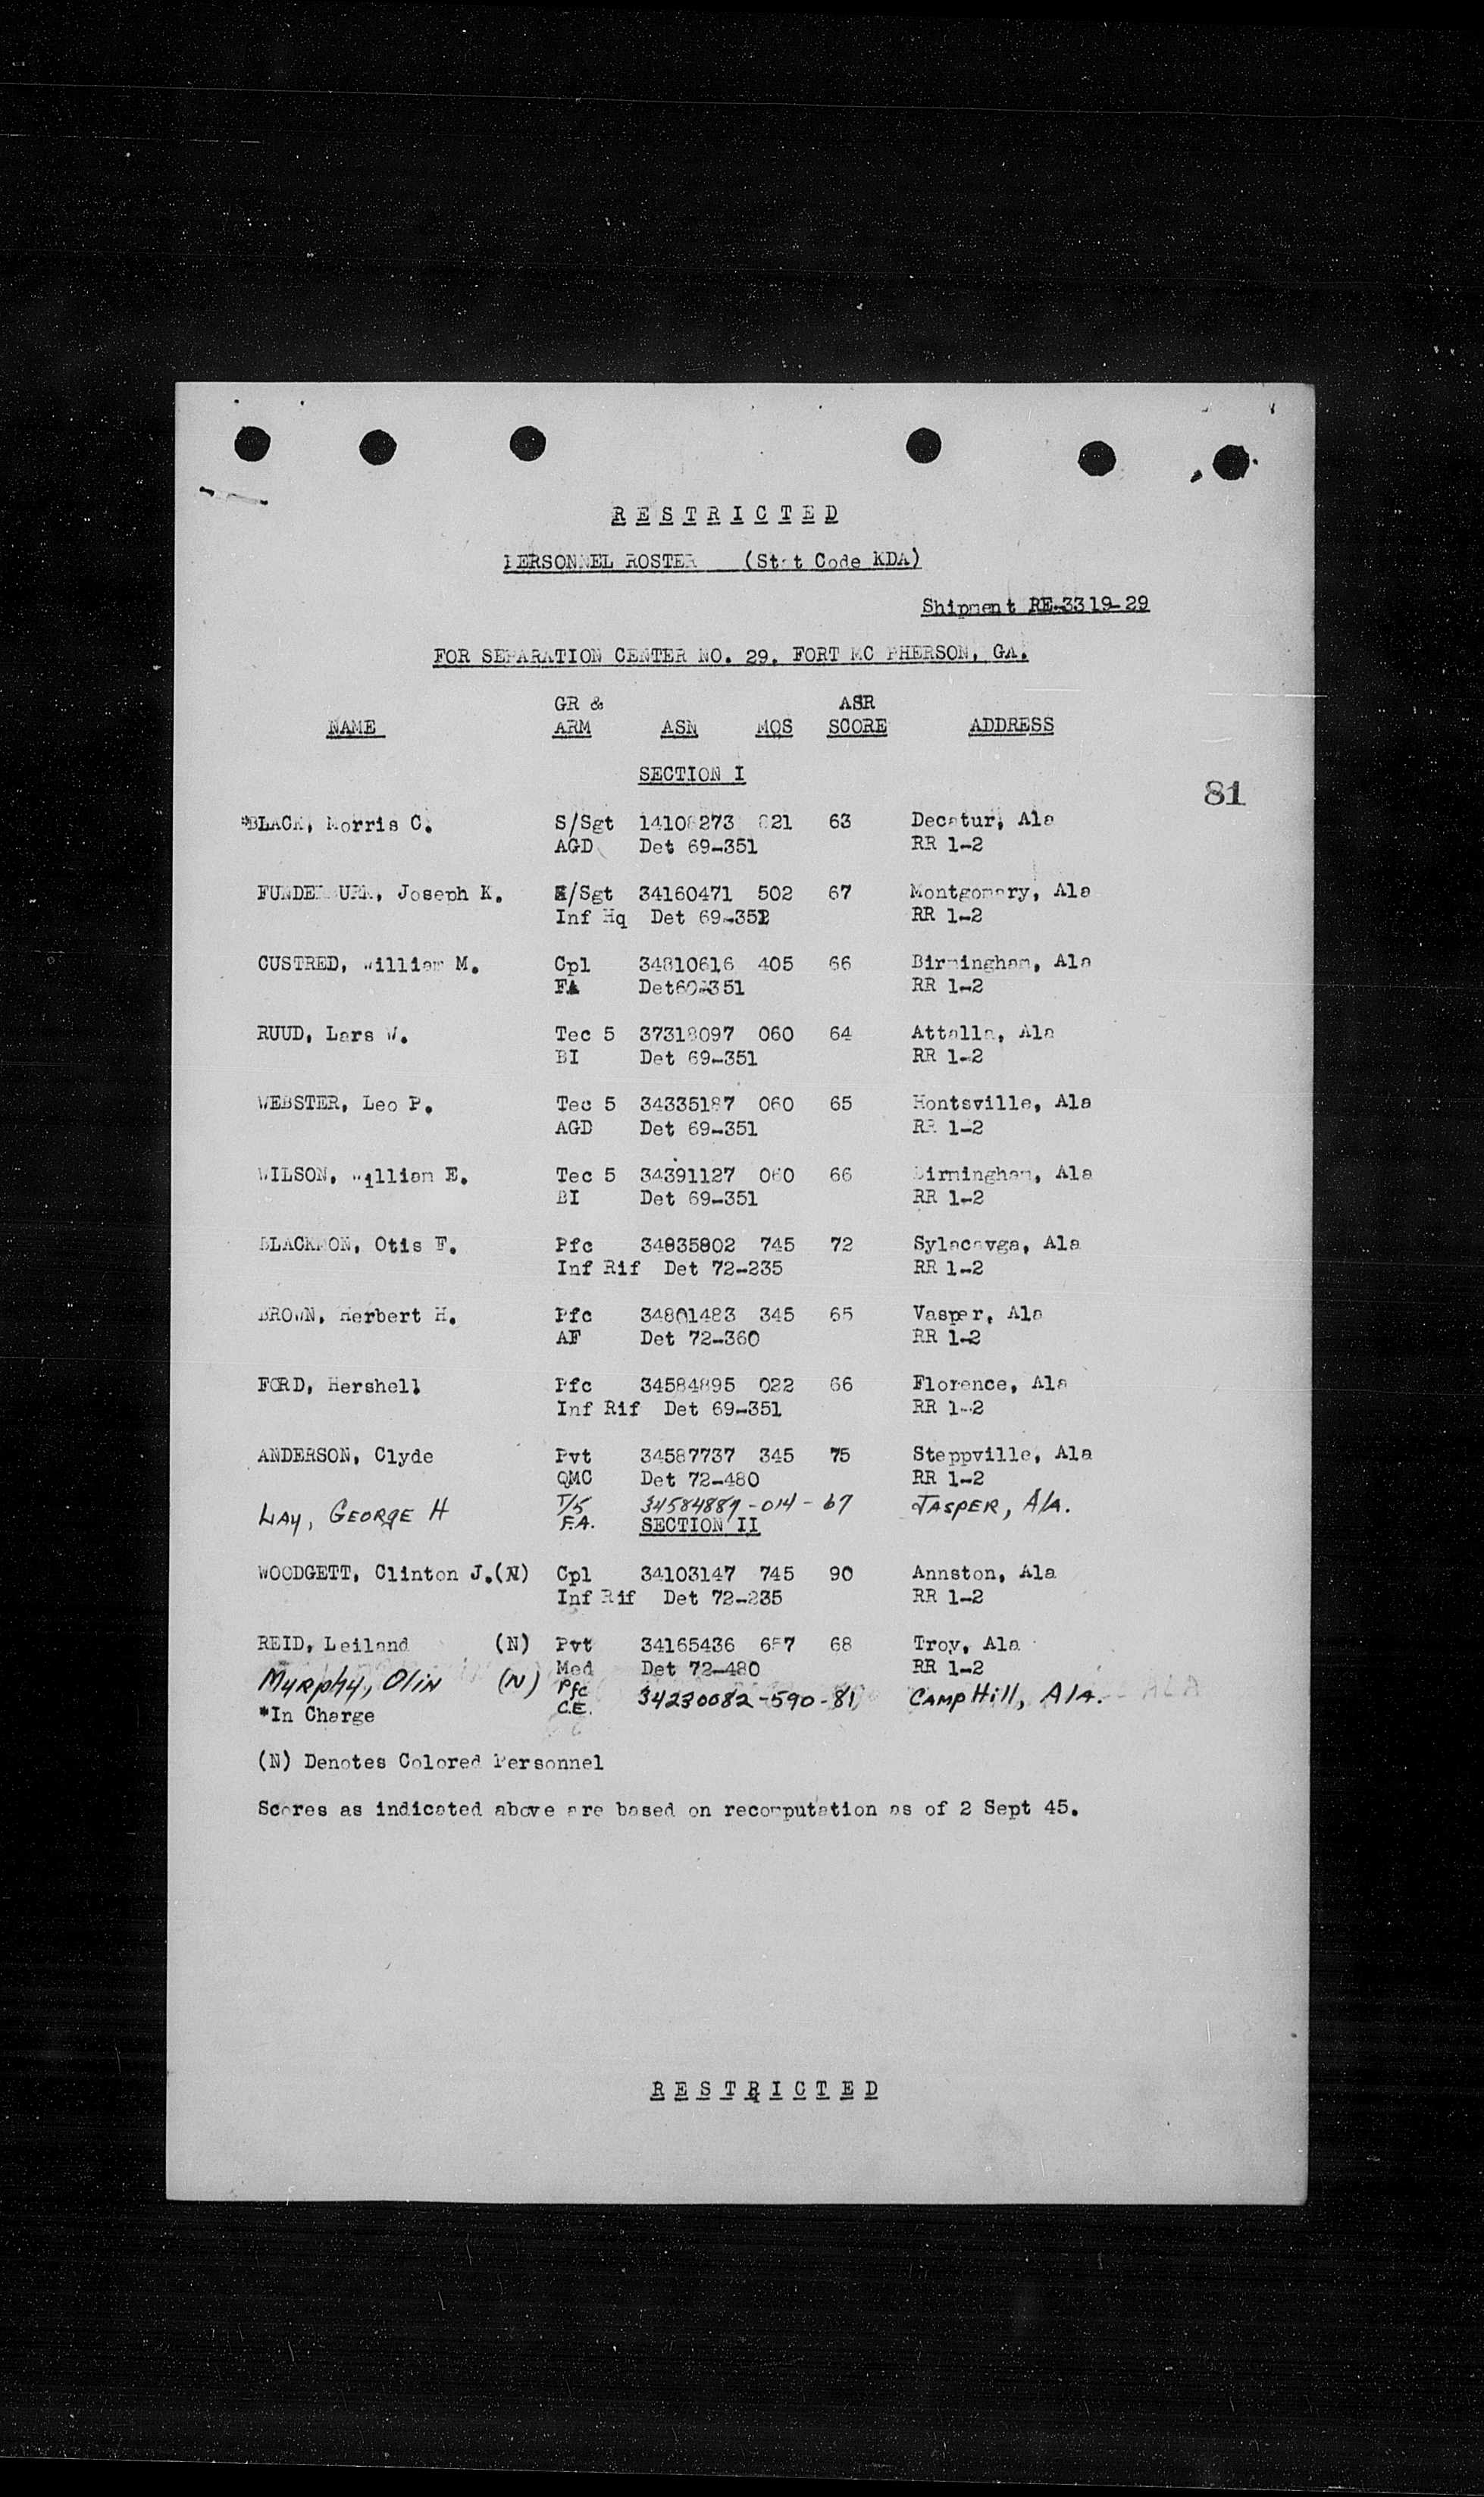 RESTRICTED
PERSONNEL ROSTER (Stat Code KDA)
Shipment RE-3319-29
FOR SEPARATION CENTER NO. 29, FORT MC PHERSON, GA.
GR & ASR
NAME ARM ASN MOS SCORE ADDRESS
SECTION I
81
*BLACK, Morris C. S/Sgt 14108273 821 63 Decatur, Ala
AGD Det 69-351 RR 1-2
FUNDERBURK, Joseph K. /Sgt 34160471 502 67 Montgomery, Ala
Inf Hq Det 69-351 RR 1-2
CUSTRED, William M. Cpl 34810616 405 66 Birmingham, Ala
FA RR 1-2
RUUD, Lars W. Tec 5 37318097 060 64 Attalla, Ala
BI Det 69-351 RR 1-2
WEBSTER, Leo P. Tec 5 34335187 060 65 Hontsville, Ala
AGD Det 69-351 RR 1-2
WILSON, William E. Tec 5 34391127 060 66 Birmingham, Ala
BI Det 69-351 RR 1-2
BLACKMON, Otis F. Pfc 34835802 745 72 Sylacavga, Ala
Inf Rif Det 72-235 RR 1-2
BROWN, Herbert H. Pfc 34801483 345 65 Vasper, Ala
AF Det 72-360 RR 1-2
FORD, Hershell Pfc 34584895 022 66 Florence, Ala
Inf Rif Det 69-351 RR 1-2
ANDERSON, Clyde Pvt 34587737 345 75 Steppville, Ala
QMC Det 72-480 RR 1-2
LAY, GEORGE H T/5 34584889-014-67 JASPER, Ala.
F.A. SECTION II
WOODGETT, Clinton J.(N) Cpl 34103147 745 90 Annston, Ala
Inf Rif Det 72-235 RR 1-2
REID, Leiland (N) Pvt 34165436 657 68 Troy, Ala
Med Det 72-480 RR 1-2
Murphy, Olin (N) Pfc 34230082-590-81 CAMP Hill, Ala.
*In Charge C.E.
(N) Denotes Colored Personnel
Scores as indicated above are based on recomputation as of 2 Sept 45.
RESTRICTED